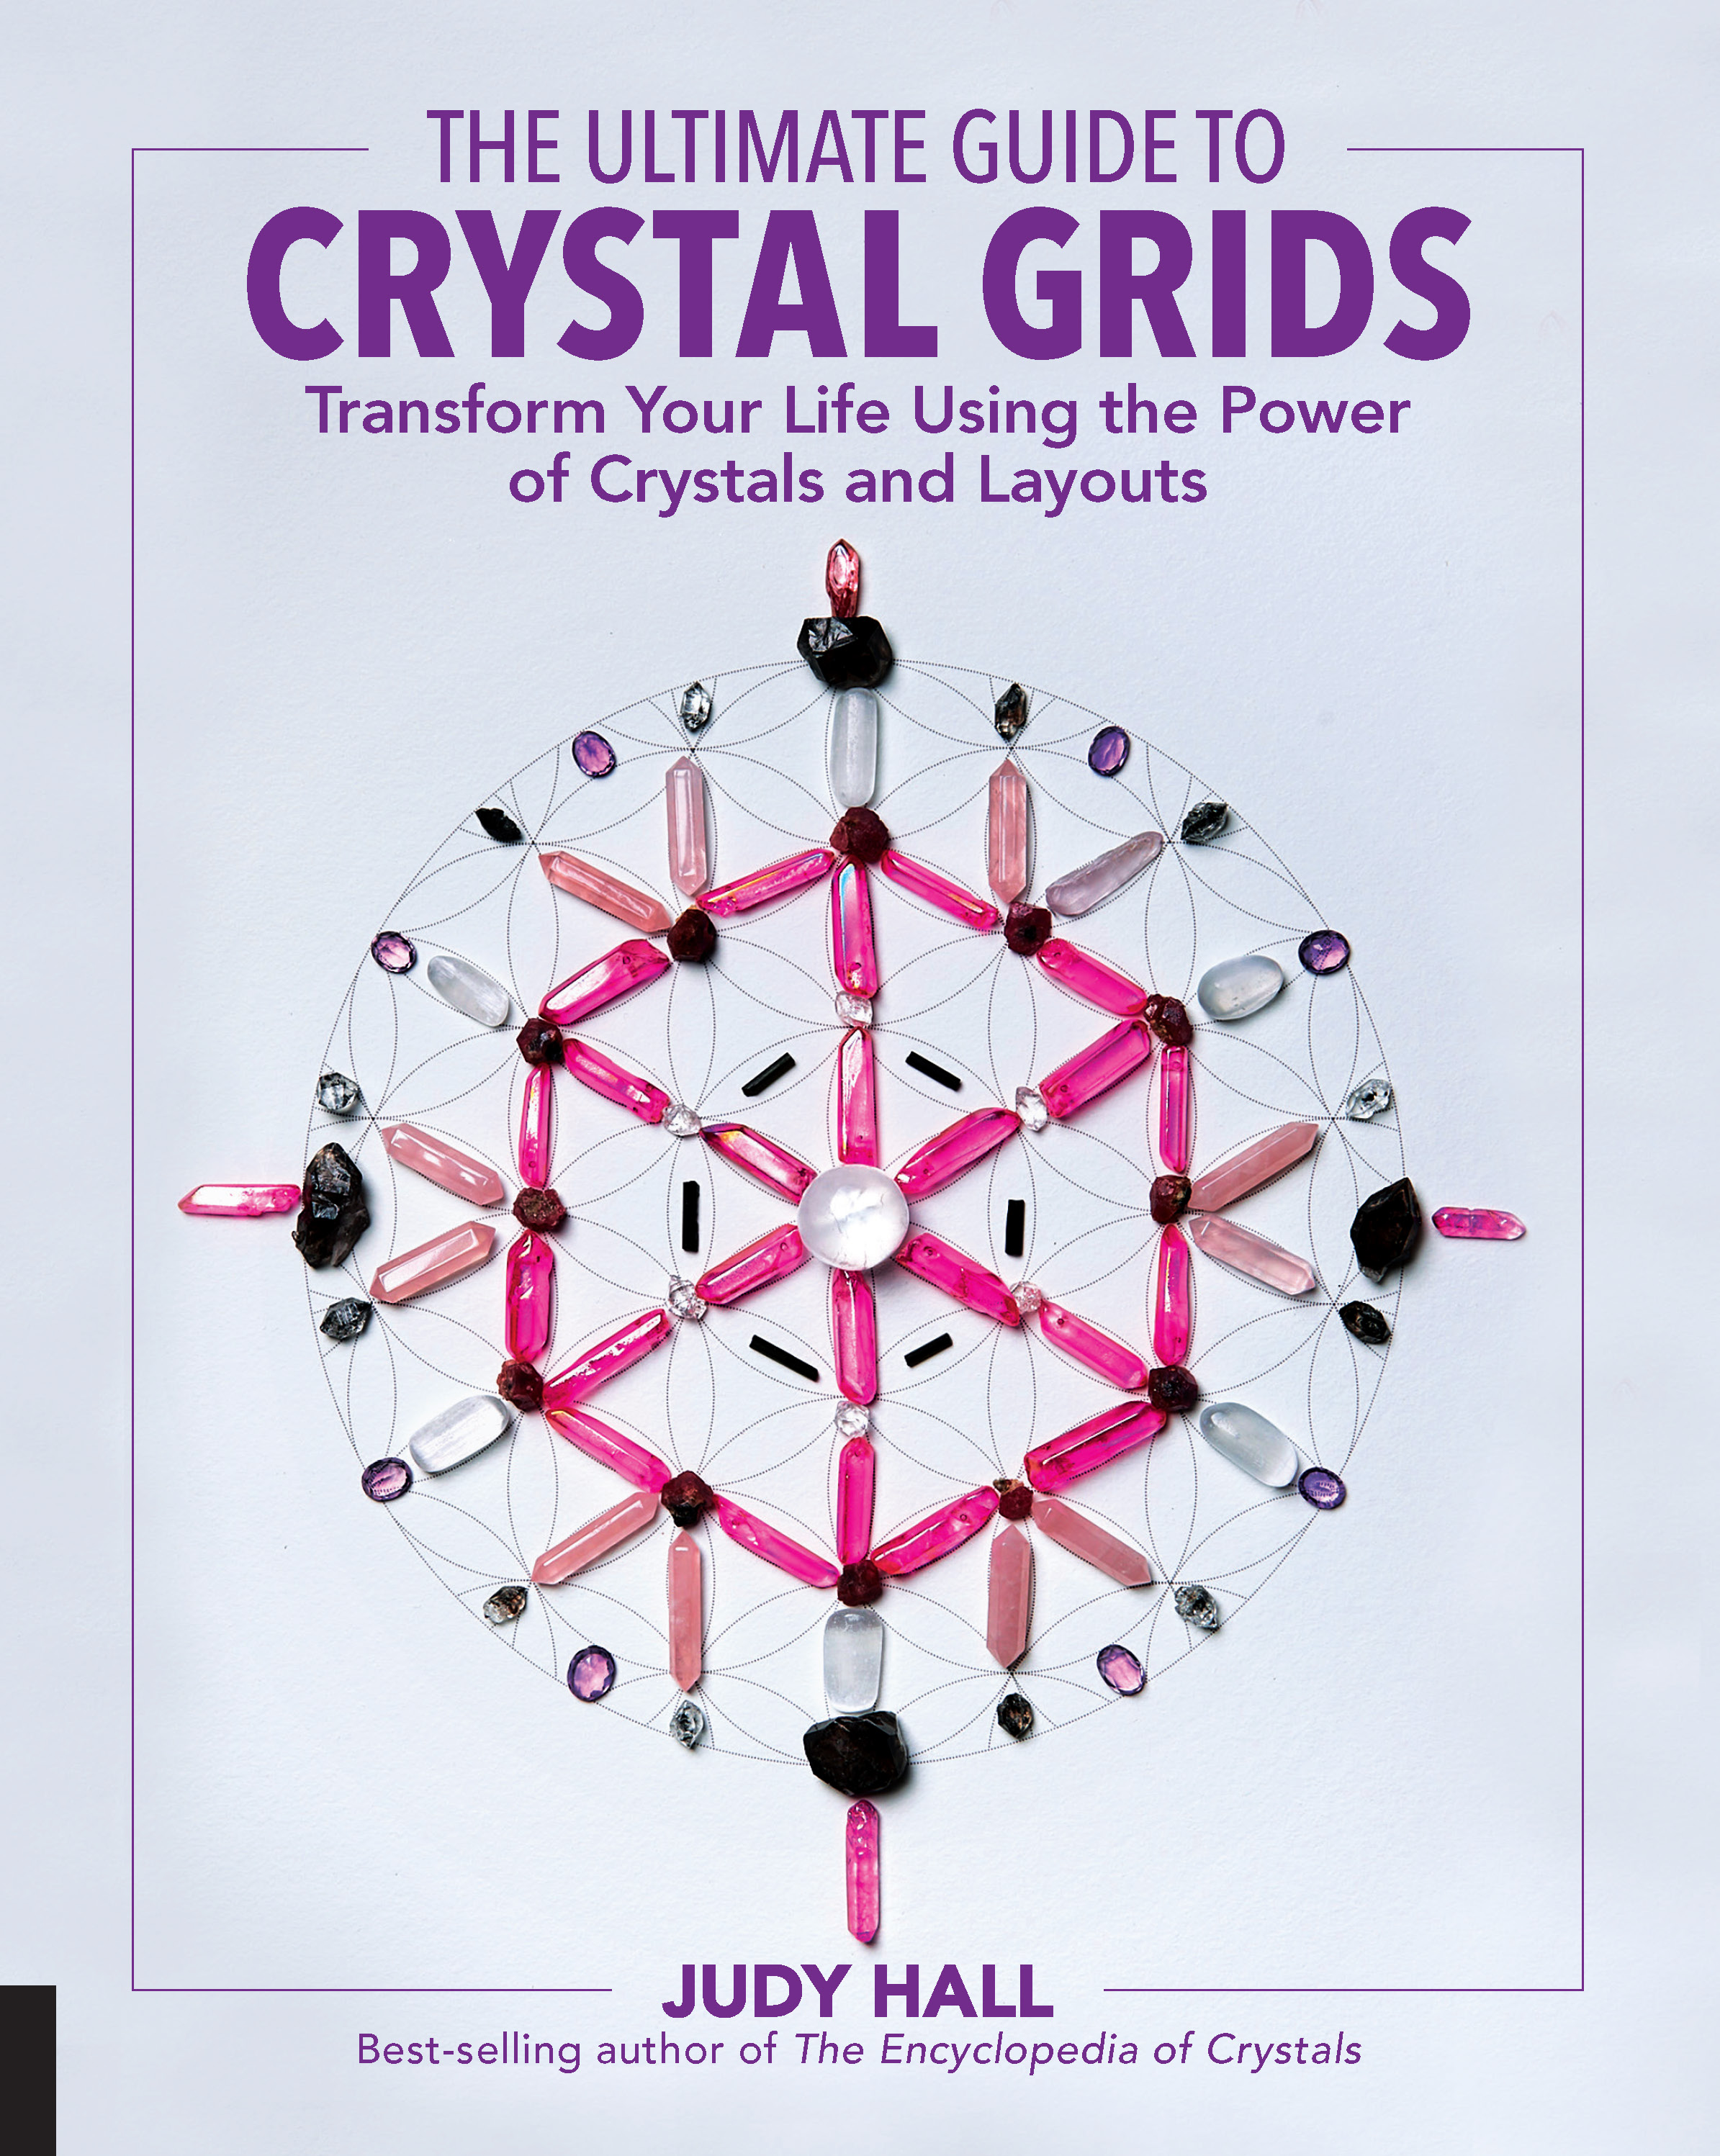 THE ULTIMATE GUIDE TO
CRYSTAL GRIDS
Transform Your Life Using the Power
of Crystals and Layouts
JUDY HALL
Best-selling author of The Encyclopedia of Crystals